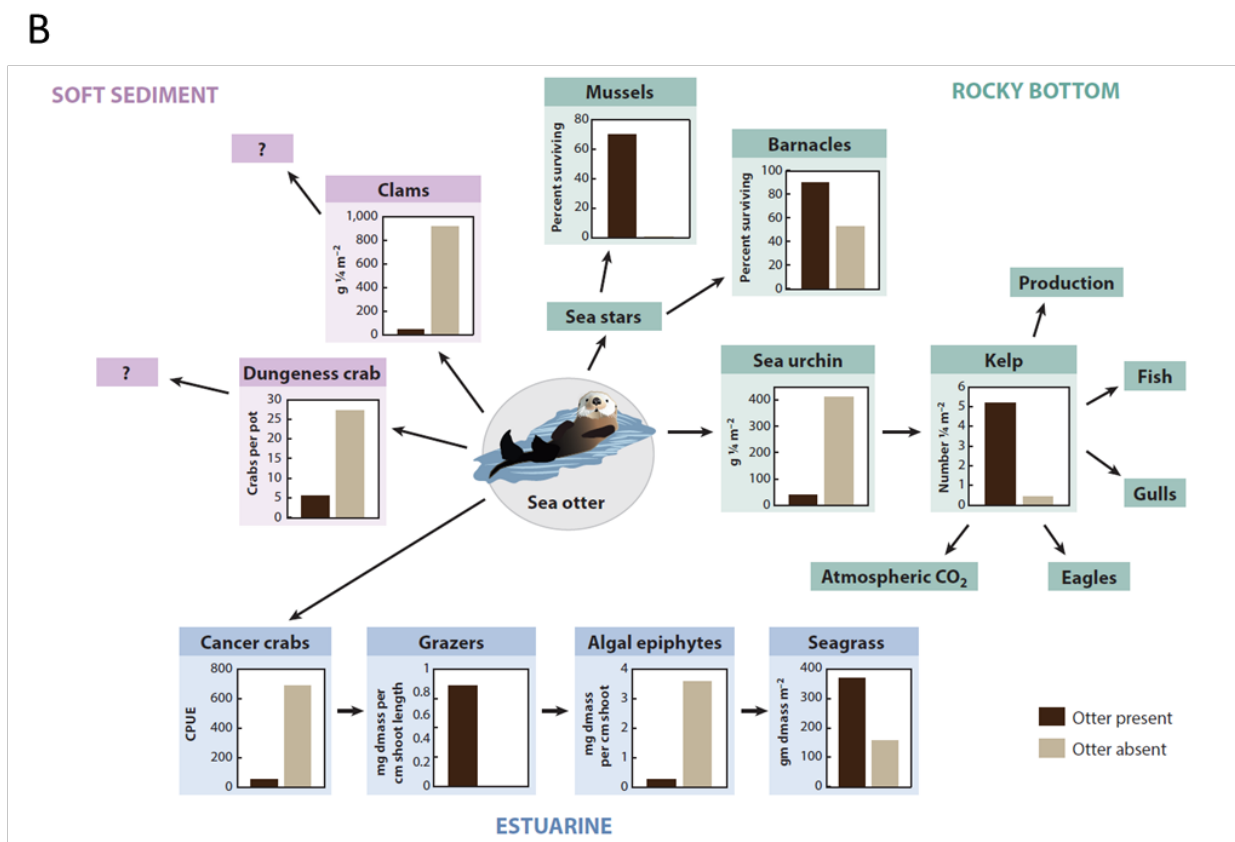 B
SOFT SEDIMENT
ROCKY BOTTOM
?
Clams
g ¼ m⁻²
1,000
800
600
400
200
0
?
Dungeness crab
Crabs per pot
30
25
20
15
10
5
0
Mussels
Percent surviving
80
60
40
20
0
Barnacles
Percent surviving
100
80
60
40
20
0
Sea stars
Sea otter
Sea urchin
g ¼ m⁻²
400
300
200
100
0
Kelp
Number ¼ m⁻²
6
5
4
3
2
1
0
Production
Fish
Gulls
Eagles
Atmospheric CO₂
Cancer crabs
CPUE
800
600
400
200
0
Grazers
mg dmass per
cm shoot length
1
0.8
0.6
0.4
0.2
0
Algal epiphytes
mg dmass
per cm shoot
4
3
2
1
0
Seagrass
gm dmass m⁻²
400
300
200
100
0
Otter present
Otter absent
ESTUARINE